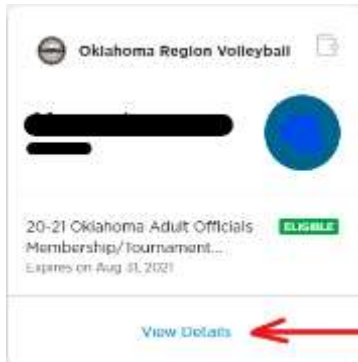 Oklahoma Region Volleyball
20-21 Oklahoma Adult Officials
Membership/Tournament...
ELIGIBLE
Expires on Aug 31, 2021
View Details